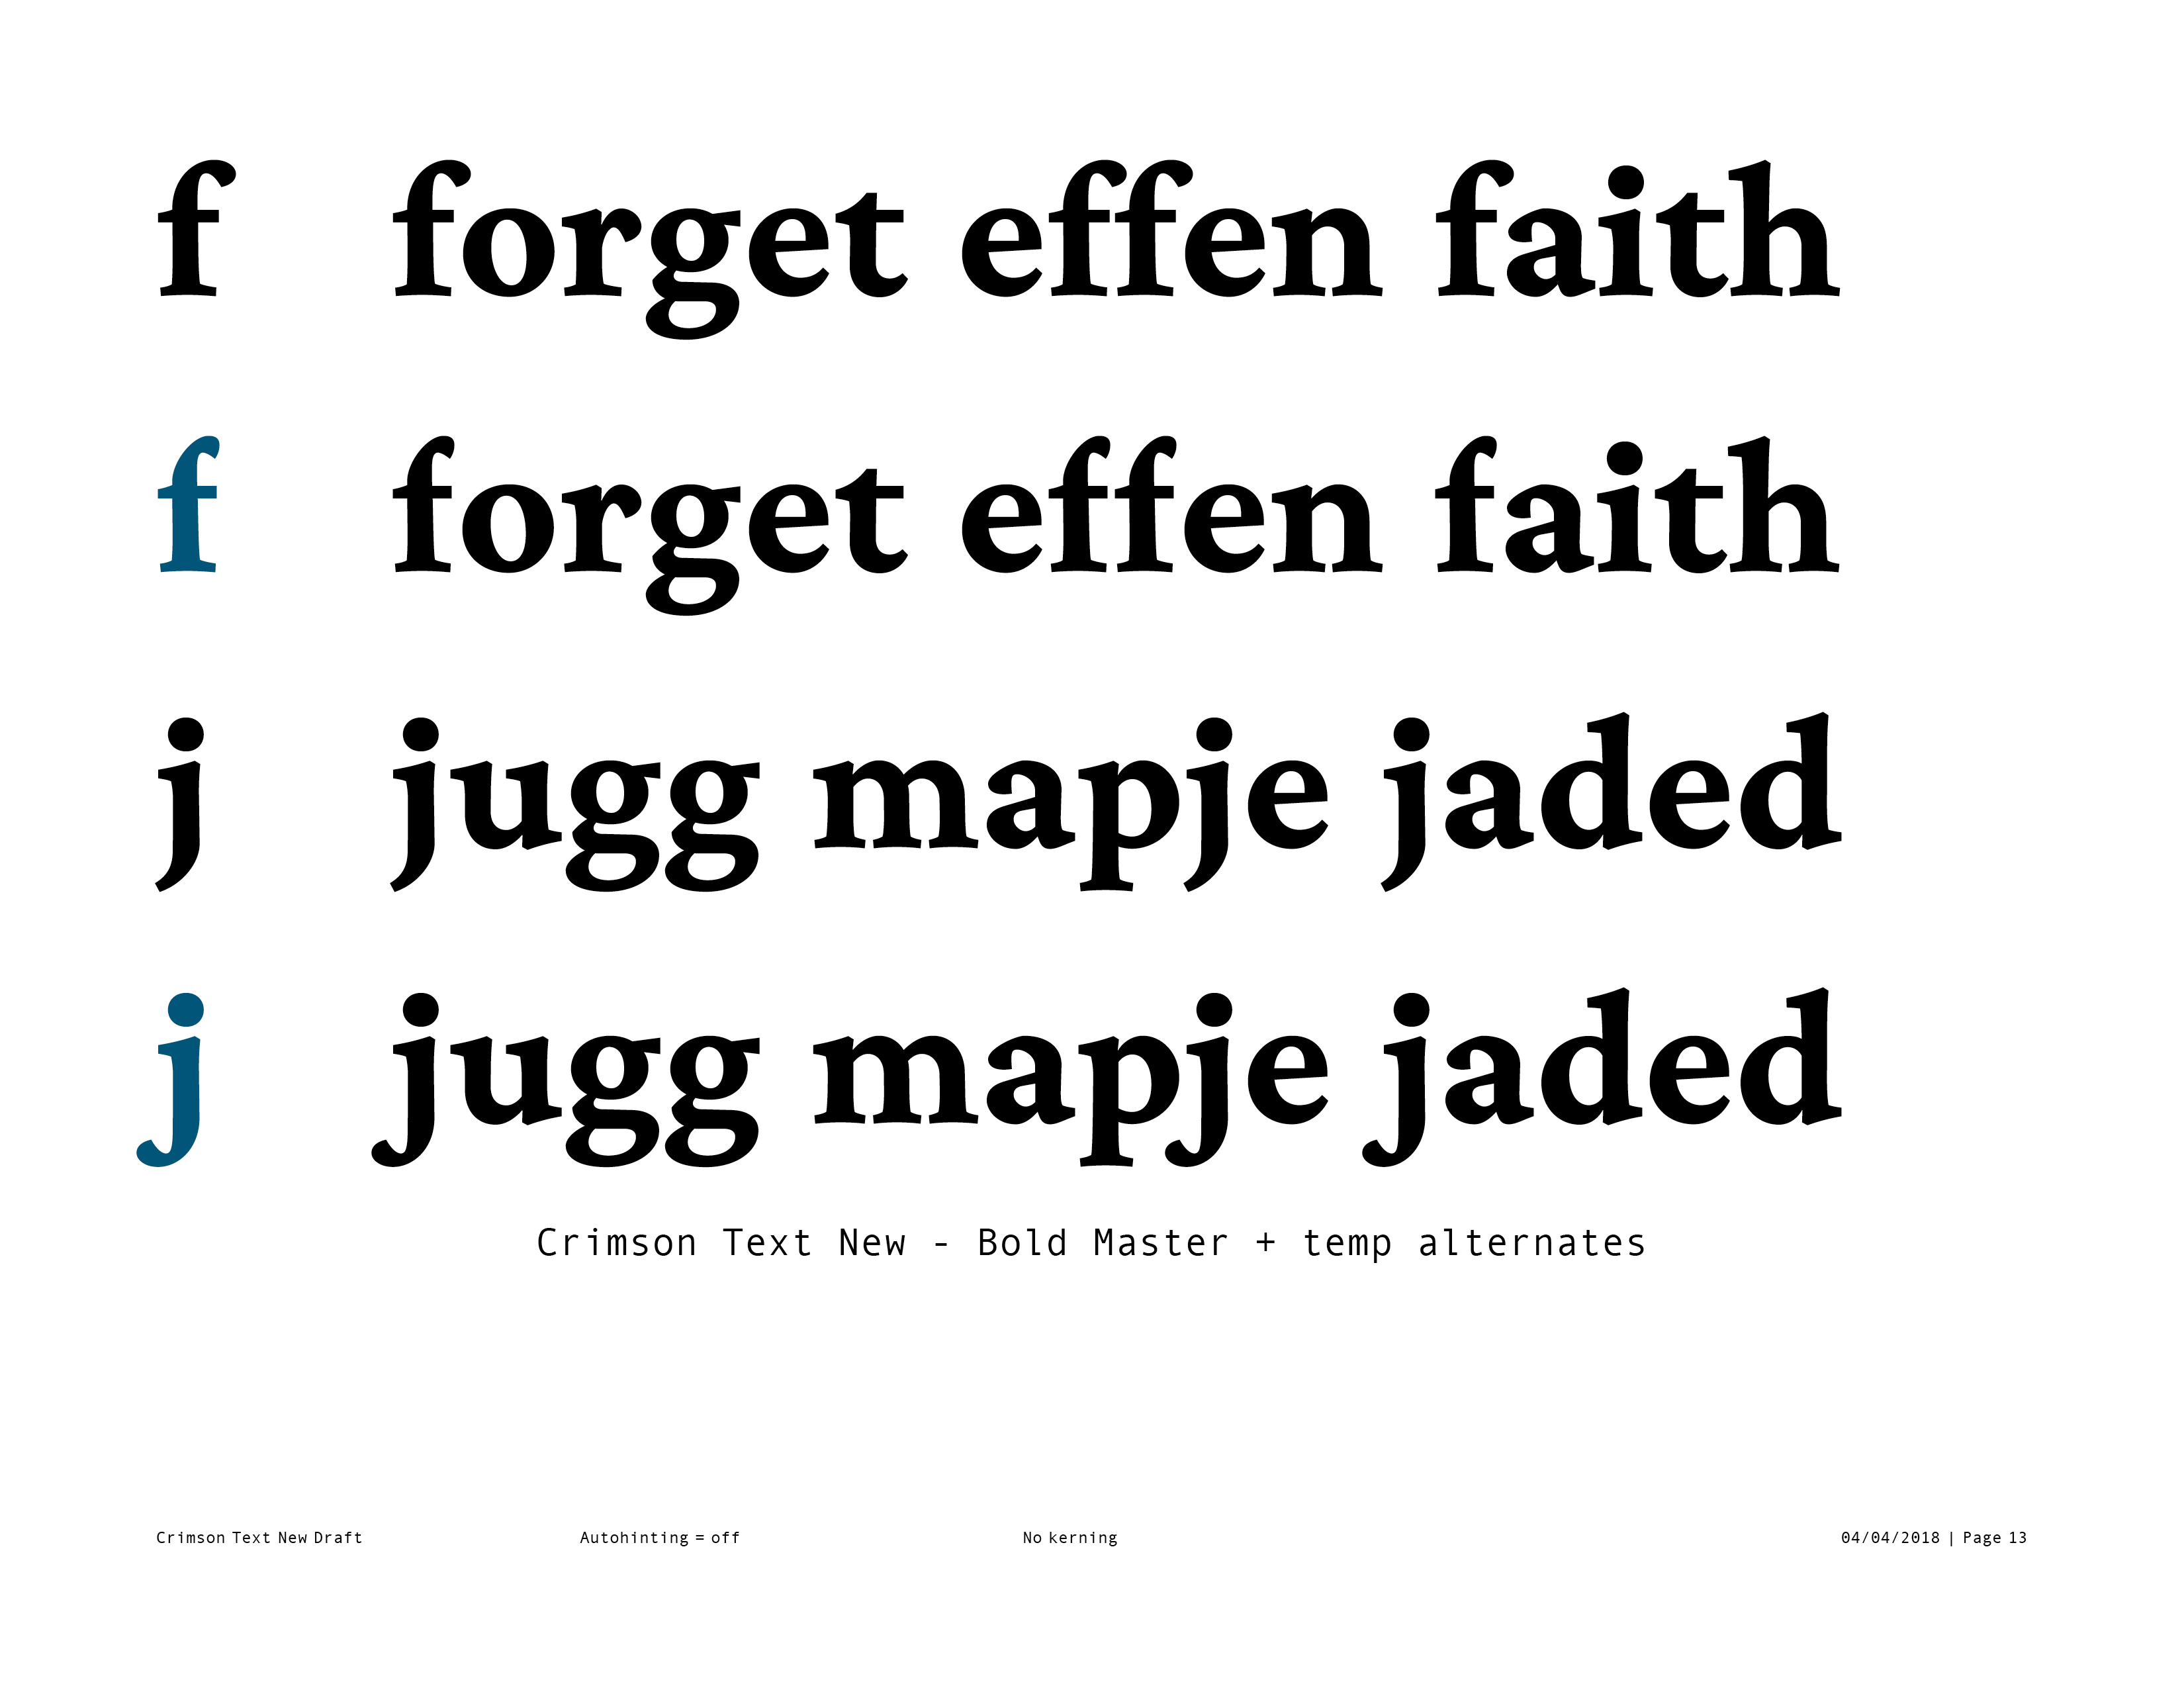 f forget effen faith
f forget effen faith
j jugg mapje jaded
j jugg mapje jaded
Crimson Text New - Bold Master + temp alternates
Crimson Text New Draft Autohinting = off No kerning 04/04/2018 | Page 13